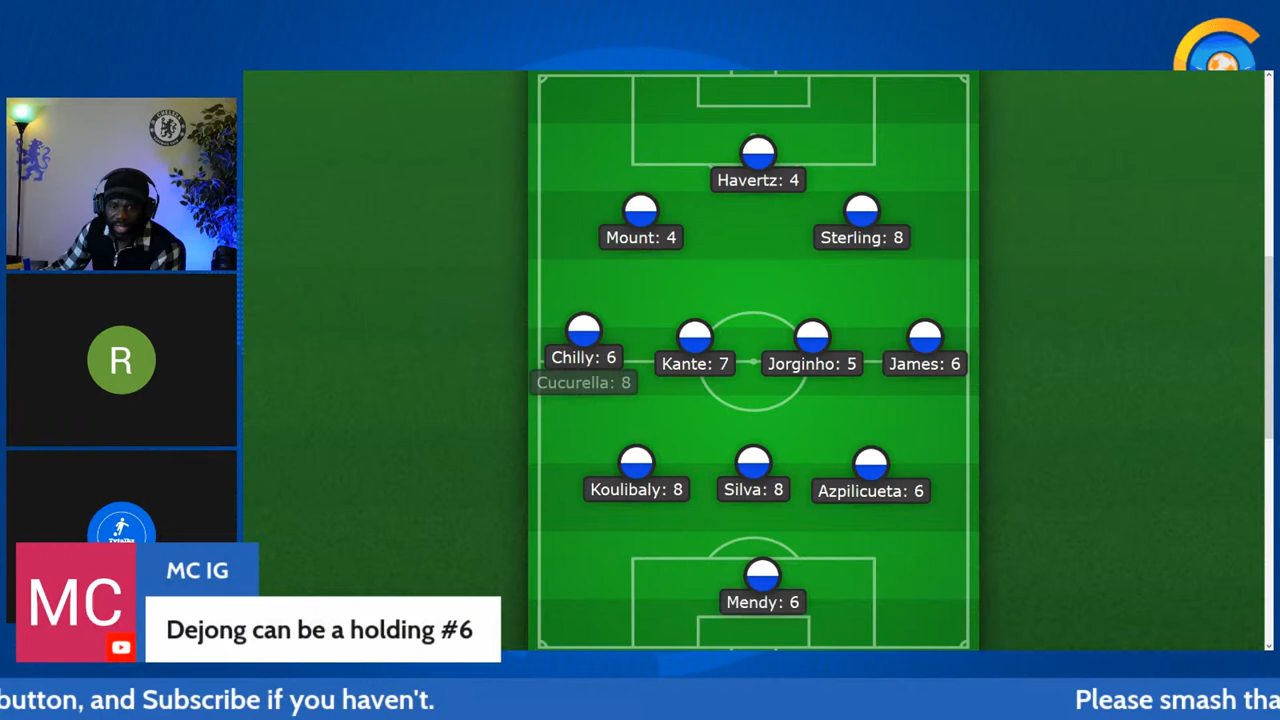 Havertz: 4
Mount: 4
Sterling: 8
Chilly: 6
Kante: 7
Jorginho: 5
James: 6
Cucurella: 8
Koulibaly: 8
Silva: 8
Azpilicueta: 6
Mendy: 6
R
MC
MC IG
Dejong can be a holding #6
button, and Subscribe if you haven't.
Please smash tha